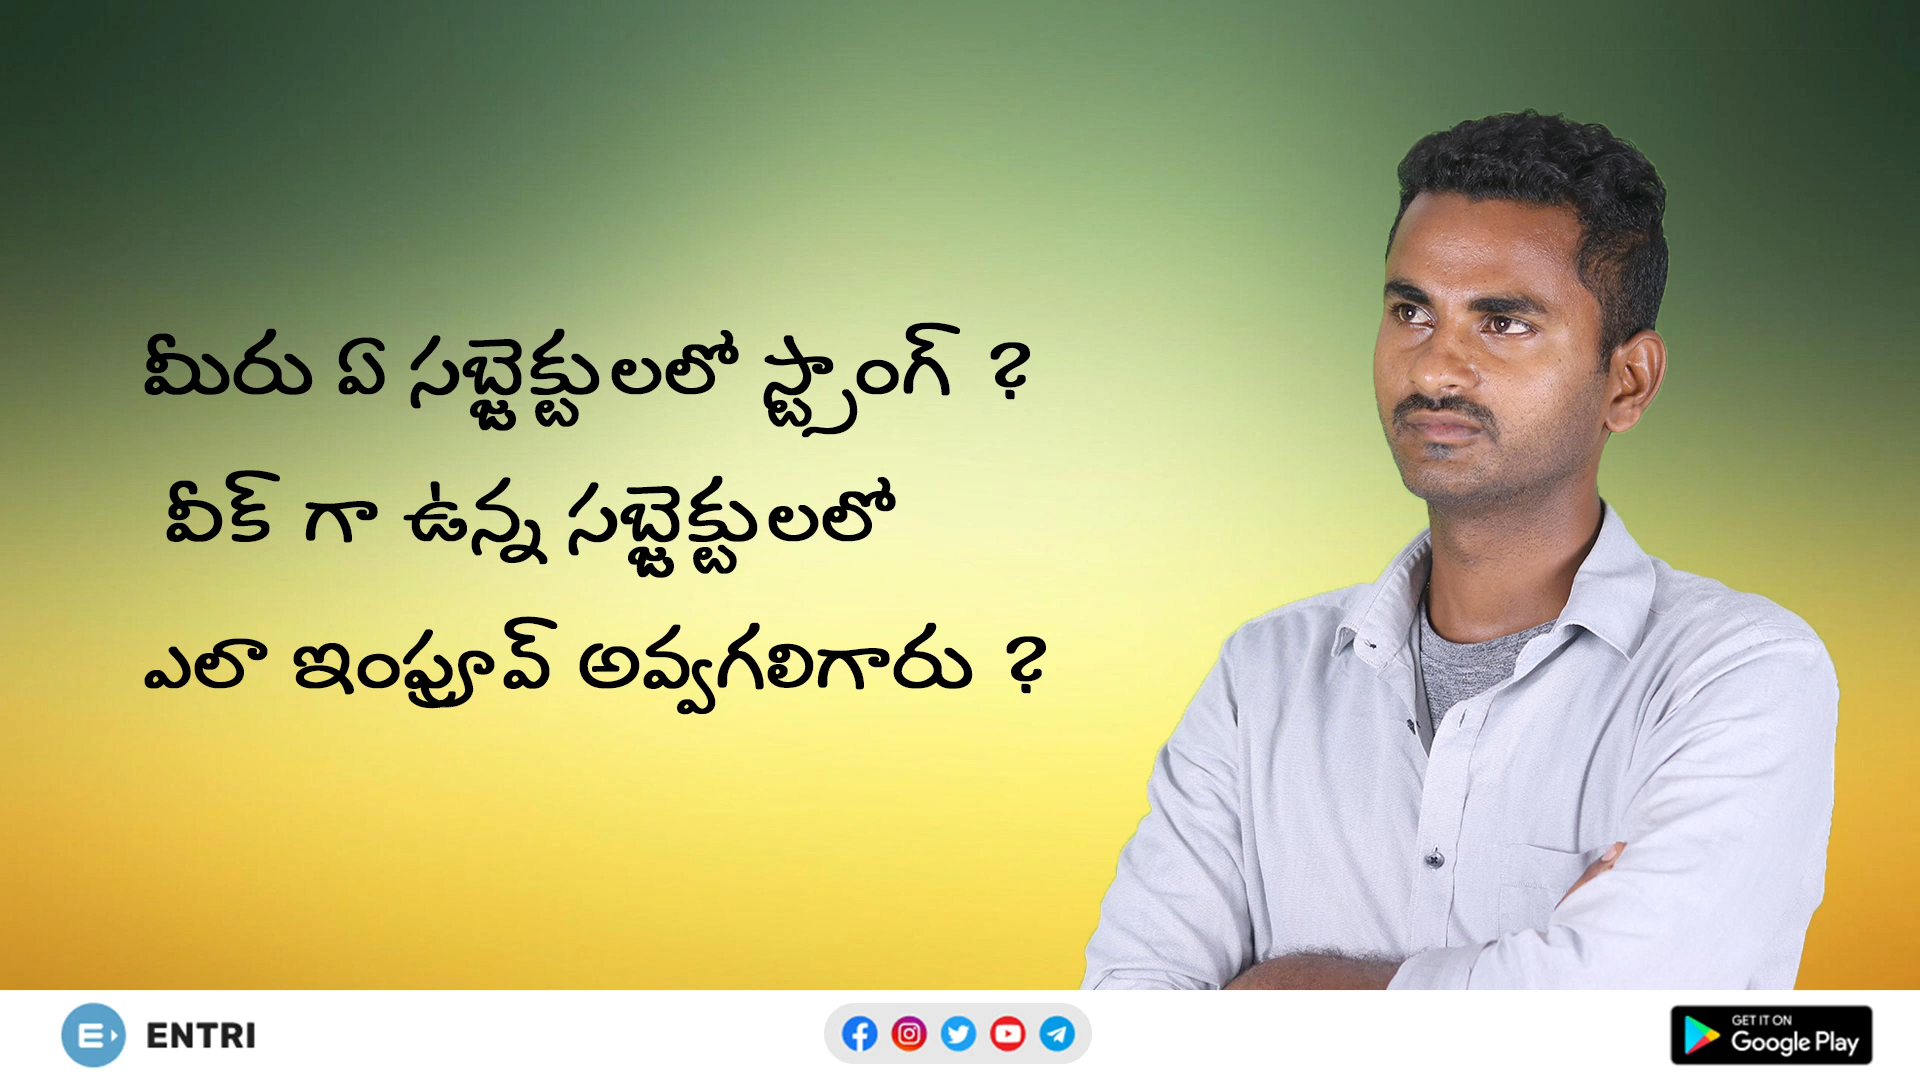 మీరు ఏ సబ్జెక్టులలో స్ట్రాంగ్ ?
వీక్ గా ఉన్న సబ్జెక్టులలో
ఎలా ఇంప్రూవ్ అవ్వగలిగారు ?
ENTRI
GET IT ON
Google Play